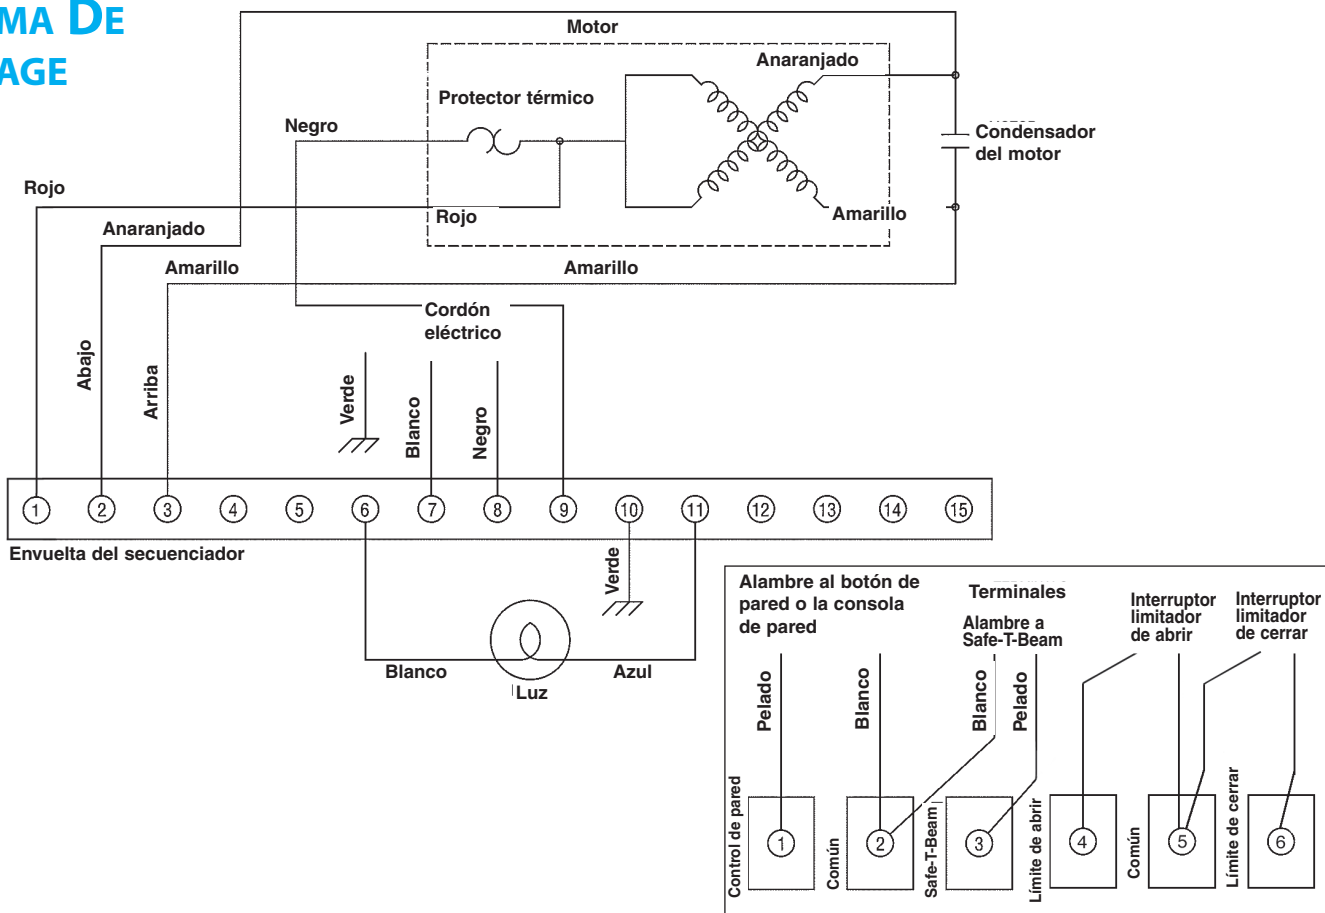 MA DE
AGE
Motor
Anaranjado
Protector térmico
Negro
Condensador
del motor
Rojo
Rojo
Amarillo
Anaranjado
Amarillo
Amarillo
Cordón
eléctrico
Abajo
Arriba
Verde
Blanco
Negro
1 2 3 4 5 6 7 8 9 10 11 12 13 14 15
Envuelta del secuenciador
Verde
Blanco
Azul
Luz
Alambre al botón de
pared o la consola
de pared
Terminales
Alambre a
Safe-T-Beam
Interruptor
limitador
de abrir
Interruptor
limitador
de cerrar
Pelado
Blanco
Blanco
Pelado
Control de pared
1
Común
2
Safe-T-Beam
3
Límite de abrir
4
Común
5
Límite de cerrar
6